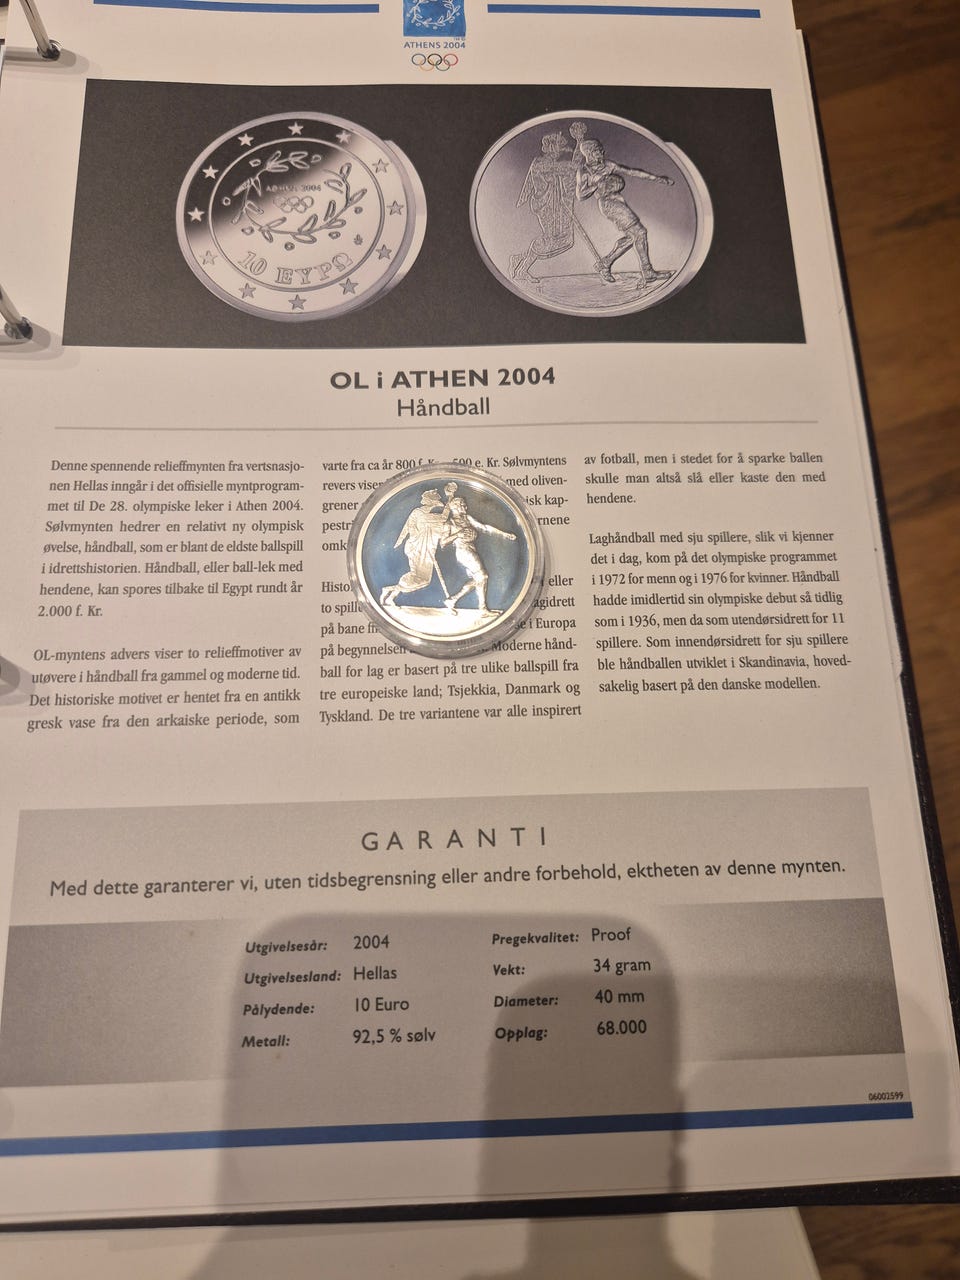 ATHENS 2004
ATHENS 2004
10 ΕΥΡΩ
OL i ATHEN 2004
Håndball
Denne spennende relieffmynten fra vertsnasjo-
nen Hellas inngår i det offisielle myntprogram-
met til De 28. olympiske leker i Athen 2004.
Sølvmynten hedrer en relativt ny olympisk
øvelse, håndball, som er blant de eldste ballspill
i idrettshistorien. Håndball, eller ball-lek med
hendene, kan spores tilbake til Egypt rundt år
2.000 f. Kr.
OL-myntens advers viser to relieffmotiver av
utøvere i håndball fra gammel og moderne tid.
Det historiske motivet er hentet fra en antikk
gresk vase fra den arkaiske periode, som
varte fra ca år 800 f. 500 e. Kr. Sølvmyntens
revers med oliven-
grener
omk
Histo eller
to spill
på bane i Europa
på begynnelsen Moderne hånd-
ball for lag er basert på tre ulike ballspill fra
tre europeiske land; Tsjekkia, Danmark og
Tyskland. De tre variantene var alle inspirert
av fotball, men i stedet for å sparke ballen
skulle man altså slå eller kaste den med
hendene.
Laghåndball med sju spillere, slik vi kjenner
det i dag, kom på det olympiske programmet
i 1972 for menn og i 1976 for kvinner. Håndball
hadde imidlertid sin olympiske debut så tidlig
som i 1936, men da som utendørsidrett for 11
spillere. Som innendørsidrett for sju spillere
ble håndballen utviklet i Skandinavia, hoved-
sakelig basert på den danske modellen.
GARANTI
Med dette garanterer vi, uten tidsbegrensning eller andre forbehold, ektheten av denne mynten.
Utgivelsesår: 2004
Utgivelsesland: Hellas
Pålydende: 10 Euro
Metall: 92,5 % sølv
Pregekvalitet: Proof
Vekt: 34 gram
Diameter: 40 mm
Opplag: 68.000
06002599